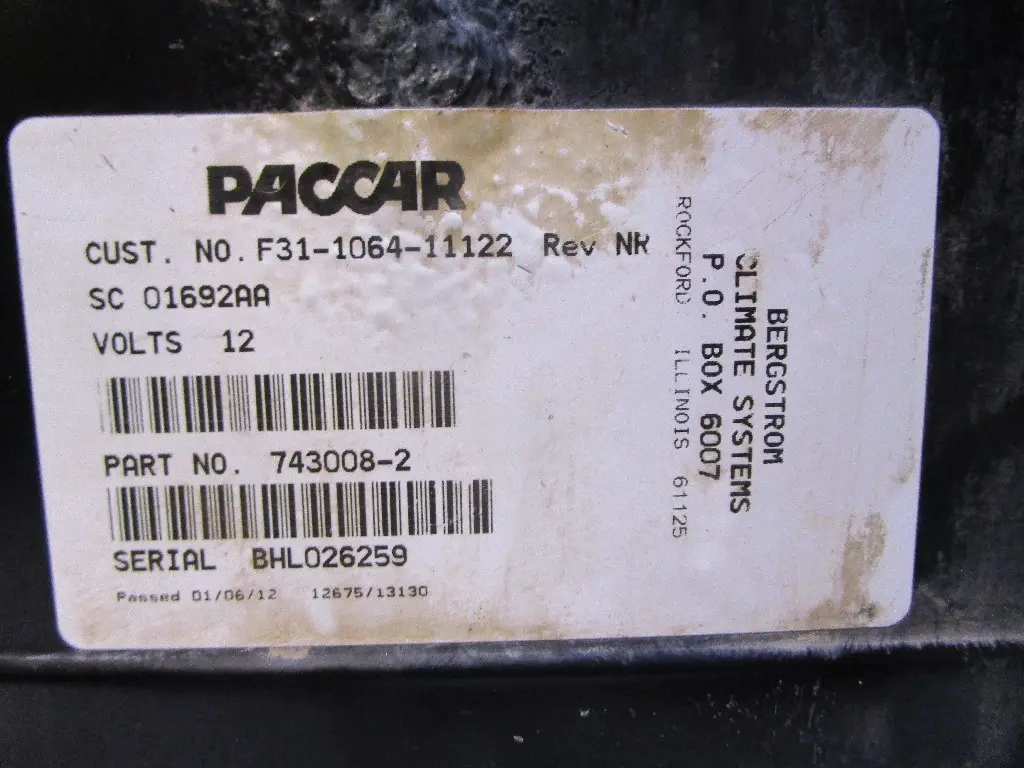 PACCAR
CUST. NO. F31-1064-11122 Rev NR
SC 01692AA
VOLTS 12
PART NO. 743008-2
SERIAL BHL026259
Passed 01/06/12 12675/13130
BERGSTROM
CLIMATE SYSTEMS
P.O. BOX 6007
ROCKFORD ILLINOIS 61125